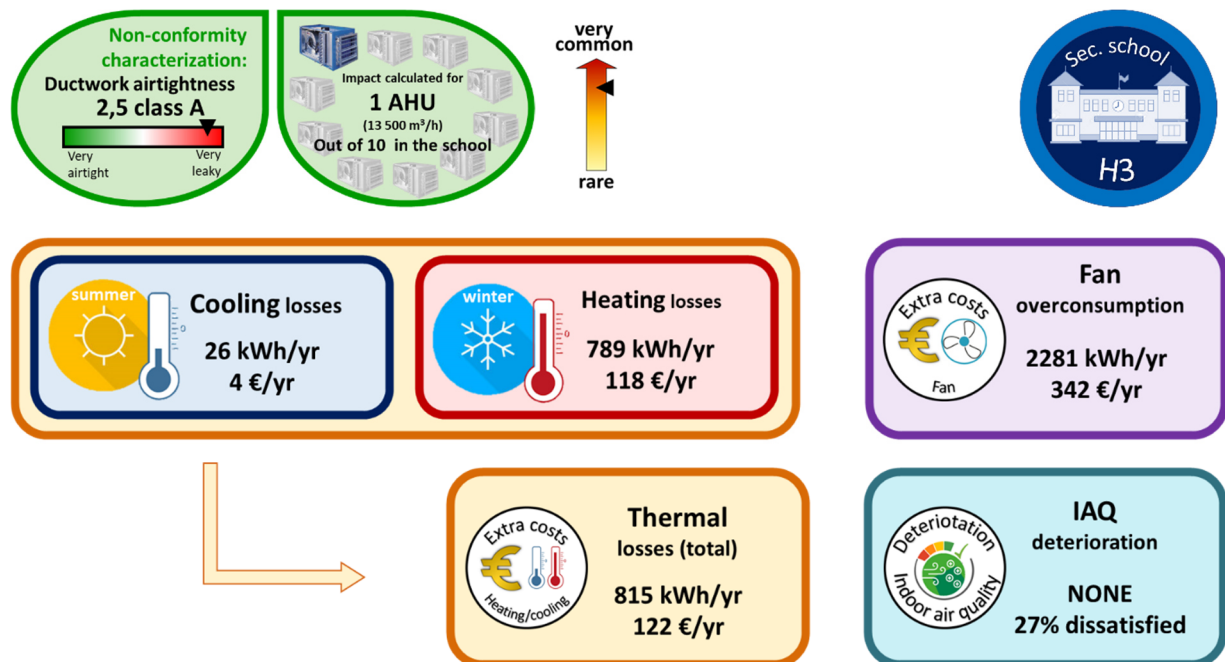 Non-conformity
characterization:
Ductwork airtightness
2,5 class A
Very
airtight
Very
leaky
Impact calculated for
1 AHU
(13 500 m³/h)
Out of 10 in the school
very
common
rare
Sec. school
H3
summer
Cooling losses
26 kWh/yr
4 €/yr
winter
Heating losses
789 kWh/yr
118 €/yr
Extra costs
€
Fan
Fan
overconsumption
2281 kWh/yr
342 €/yr
Extra costs
€
Heating/cooling
Thermal
losses (total)
815 kWh/yr
122 €/yr
Deteriotation
Indoor air quality
IAQ
deterioration
NONE
27% dissatisfied